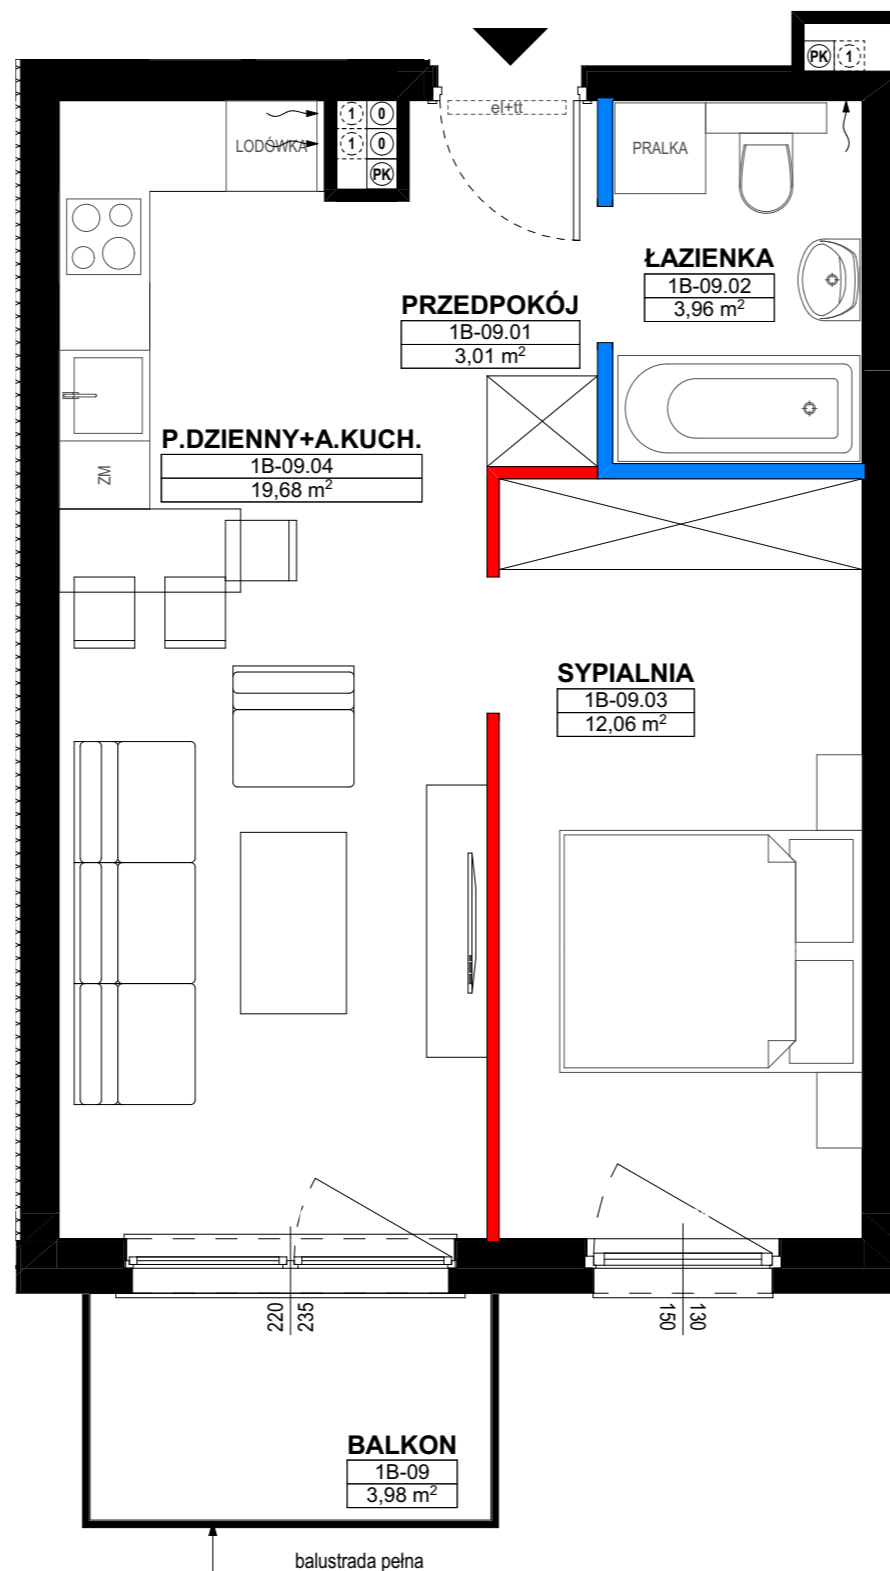 el+tt
PK 1
1 0
LODÓWKA
1 0
PK
PRALKA
ŁAZIENKA
1B-09.02
3,96 m²
PRZEDPOKÓJ
1B-09.01
3,01 m²
P.DZIENNY+A.KUCH.
1B-09.04
19,68 m²
ZM
SYPIALNIA
1B-09.03
12,06 m²
220
235
150
130
BALKON
1B-09
3,98 m²
balustrada pełna